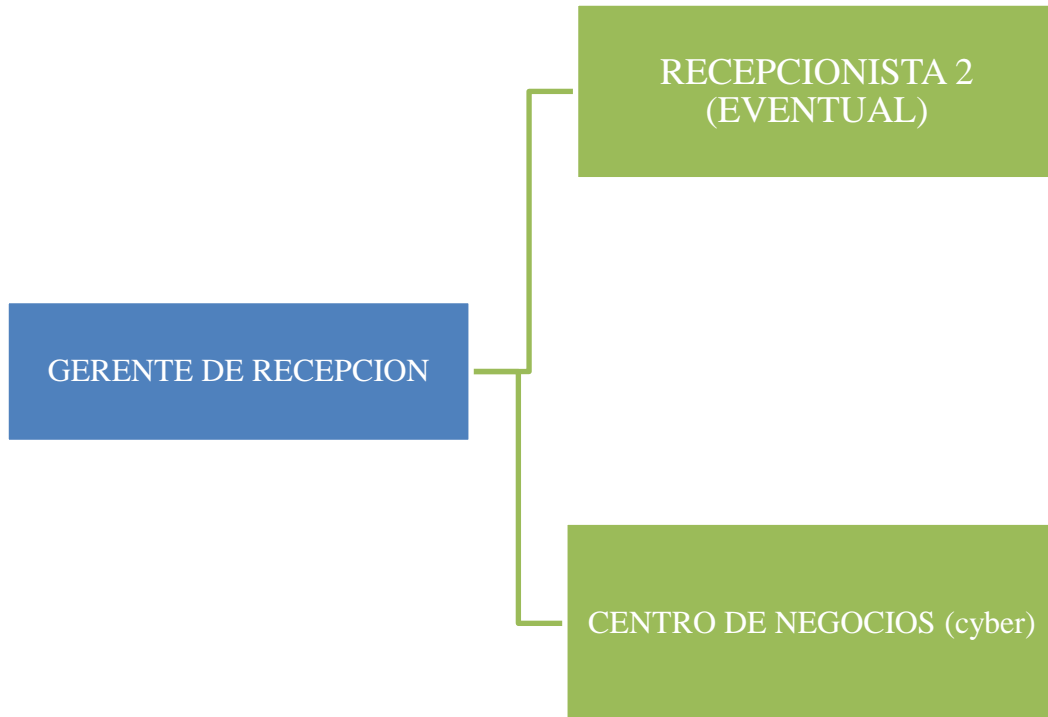 RECEPCIONISTA 2
(EVENTUAL)
GERENTE DE RECEPCION
CENTRO DE NEGOCIOS (cyber)